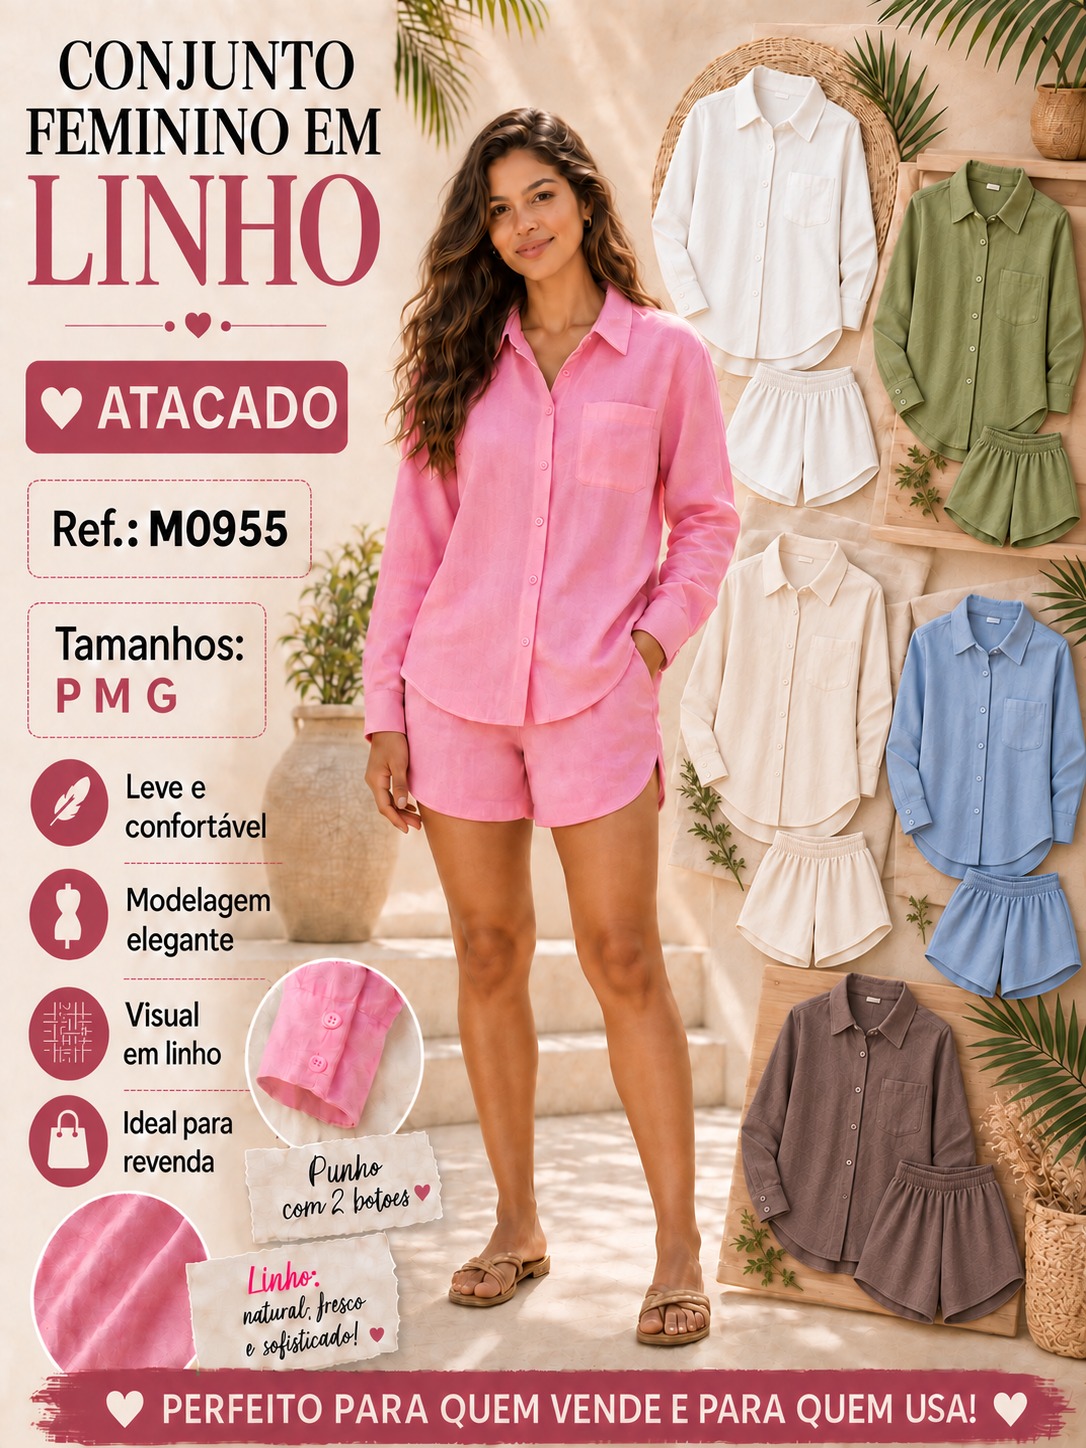 CONJUNTO
FEMININO EM
LINHO
ATACADO
Ref.: M0955
Tamanhos:
P M G
Leve e
confortável
Modelagem
elegante
Visual
em linho
Ideal para
revenda
Punho
com 2 botoes
Linho:
natural, fresco
e sofisticado!
PERFEITO PARA QUEM VENDE E PARA QUEM USA!